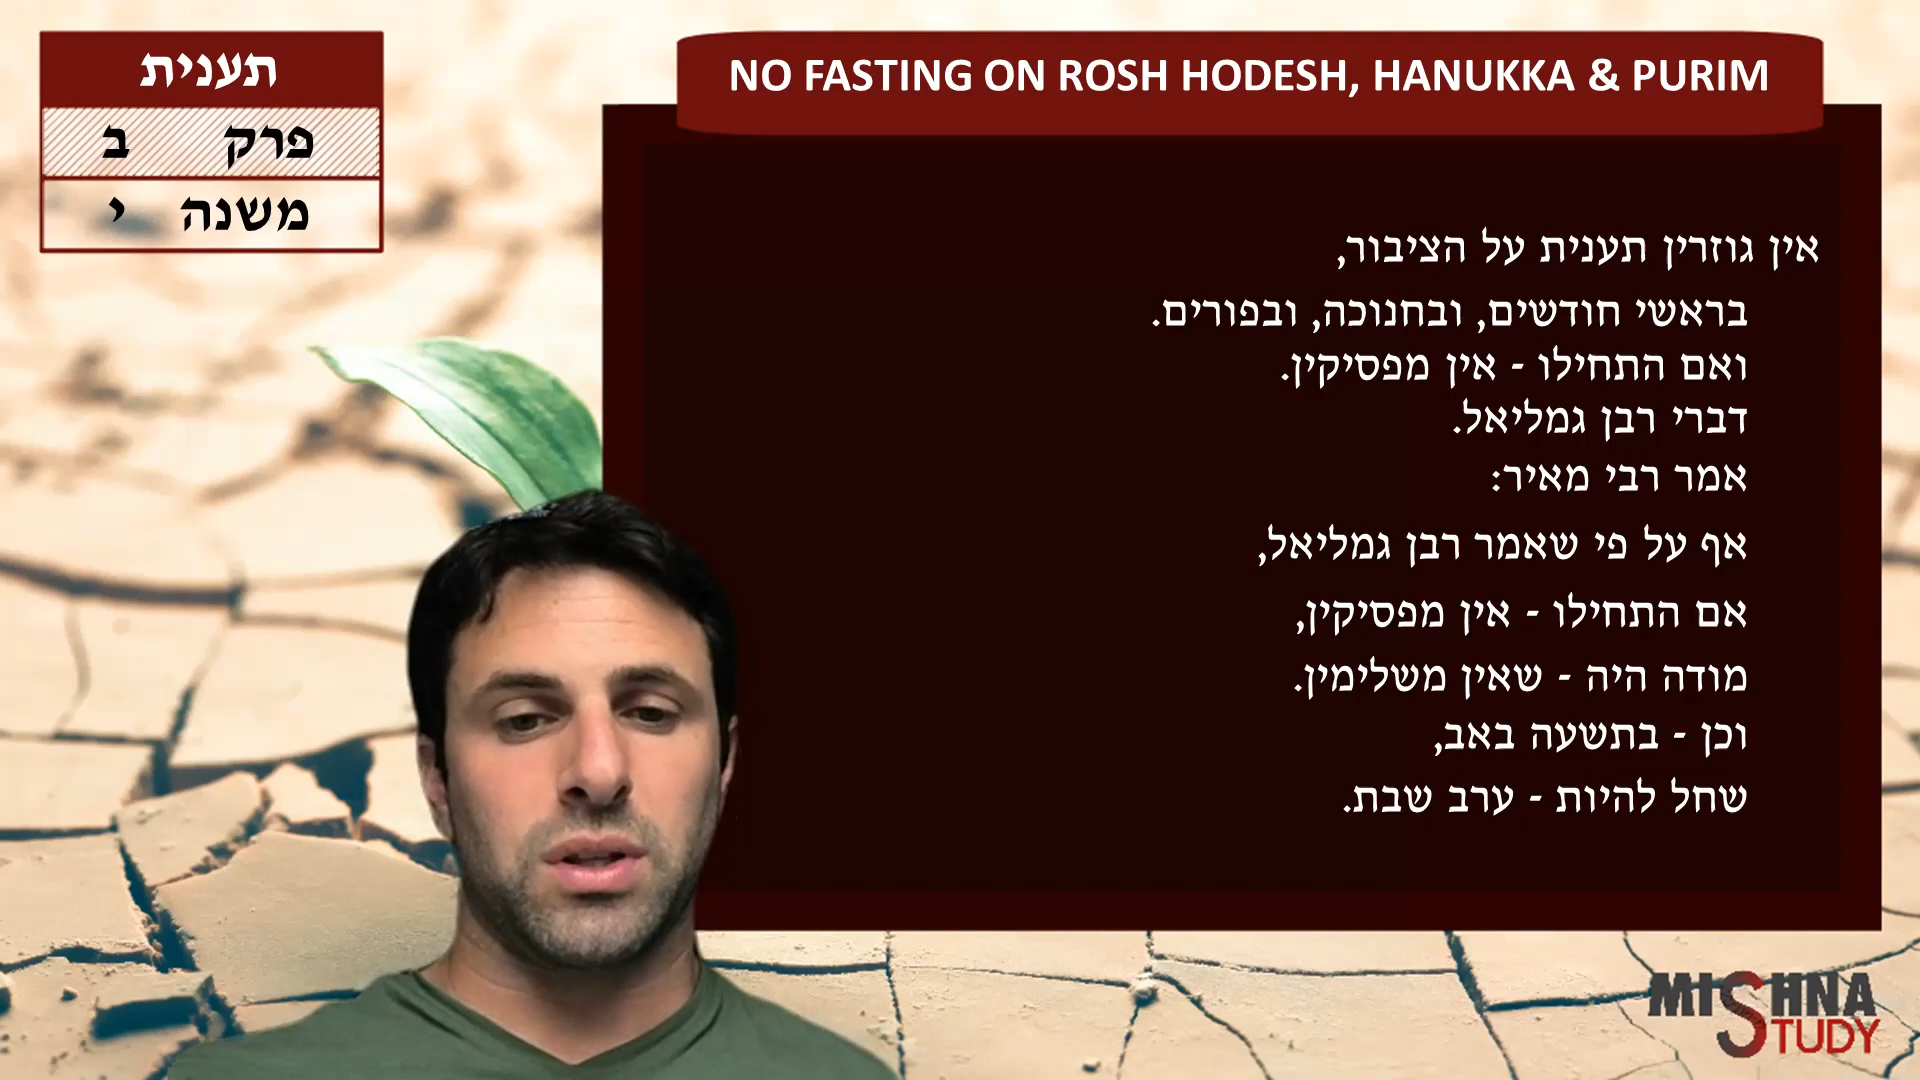 תענית
פרק ב
משנה י
NO FASTING ON ROSH HODESH, HANUKKA & PURIM
אין גוזרין תענית על הציבור,
בראשי חודשים, ובחנוכה, ובפורים.
ואם התחילו - אין מפסיקין.
דברי רבן גמליאל.
אמר רבי מאיר:
אף על פי שאמר רבן גמליאל,
אם התחילו - אין מפסיקין,
מודה היה - שאין משלימין.
וכן - בתשעה באב,
שחל להיות - ערב שבת.
MISHNA
STUDY